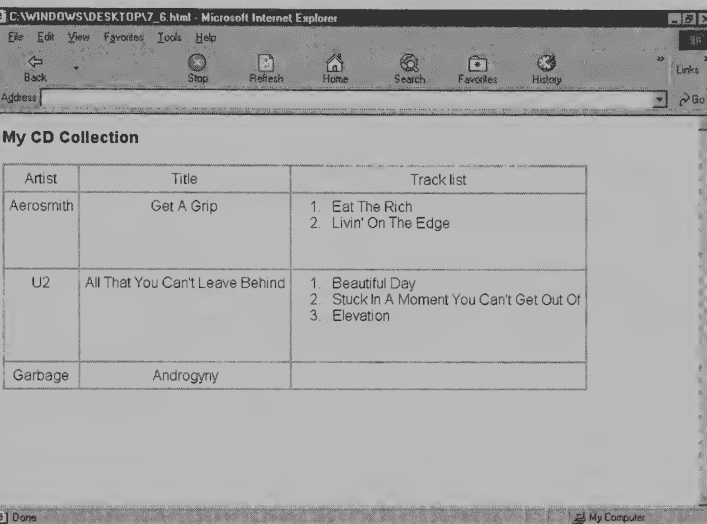 C:\WINDOWS\DESKTOP\7_6.html - Microsoft Internet Explorer
File Edit View Favorites Tools Help
Back Stop Refresh Home Search Favorites History » Links »
Address Go
My CD Collection
Artist Title Track list
Aerosmith Get A Grip 1. Eat The Rich
2. Livin' On The Edge
U2 All That You Can't Leave Behind 1. Beautiful Day
2. Stuck In A Moment You Can't Get Out Of
3. Elevation
Garbage Androgyny
Done My Computer